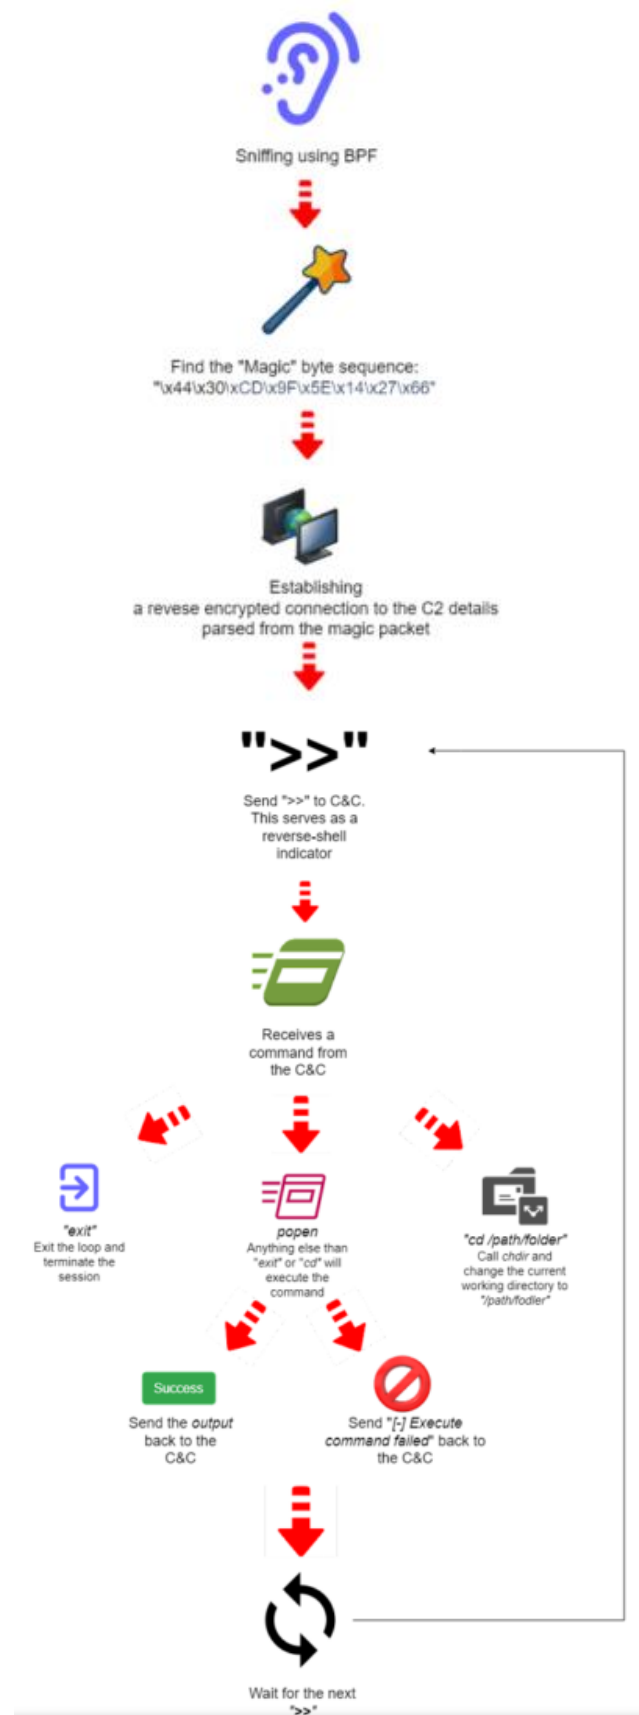 Sniffing using BPF
Find the "Magic" byte sequence:
"\x44\x30\xCD\x9F\x5E\x14\x27\x66"
Establishing
a revese encrypted connection to the C2 details
parsed from the magic packet
">>"
Send ">>" to C&C.
This serves as a
reverse-shell
indicator
Receives a
command from
the C&C
"exit"
Exit the loop and
terminate the
session
popen
Anything else than
"exit" or "cd" will
execute the
command
"cd /path/folder"
Call chdir and
change the current
working directory to
"/path/fodler"
Success
Send the output
back to the
C&C
Send "[-] Execute
command failed" back to
the C&C
Wait for the next
">>"